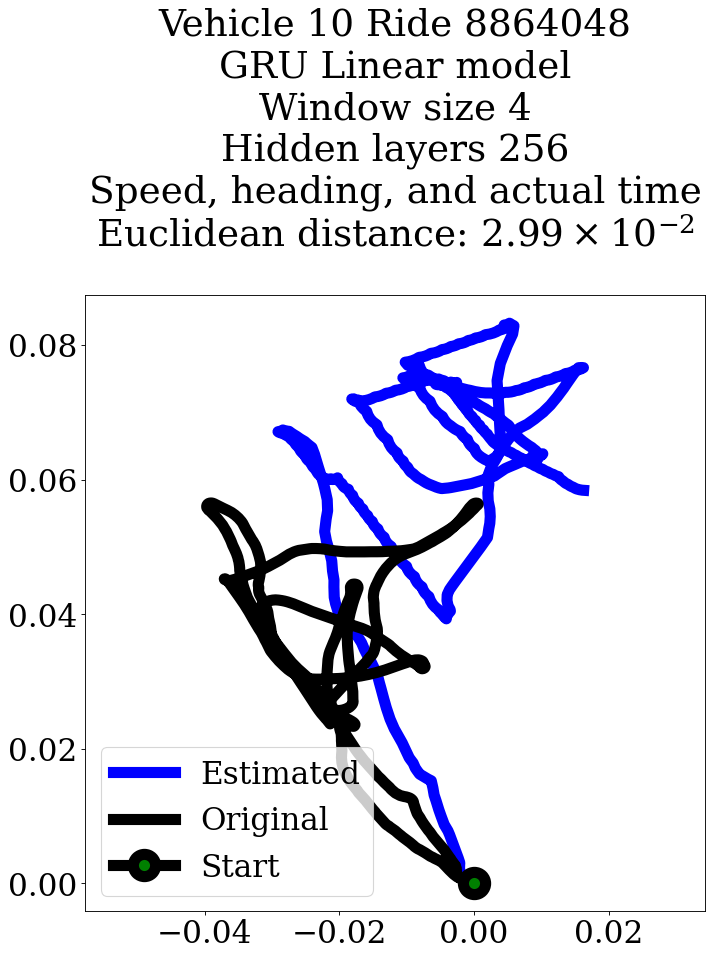 Vehicle 10 Ride 8864048
GRU Linear model
Window size 4
Hidden layers 256
Speed, heading, and actual time
Euclidean distance: 2.99 × 10⁻²
0.08
0.06
0.04
0.02
0.00
Estimated
Original
Start
−0.04 −0.02 0.00 0.02